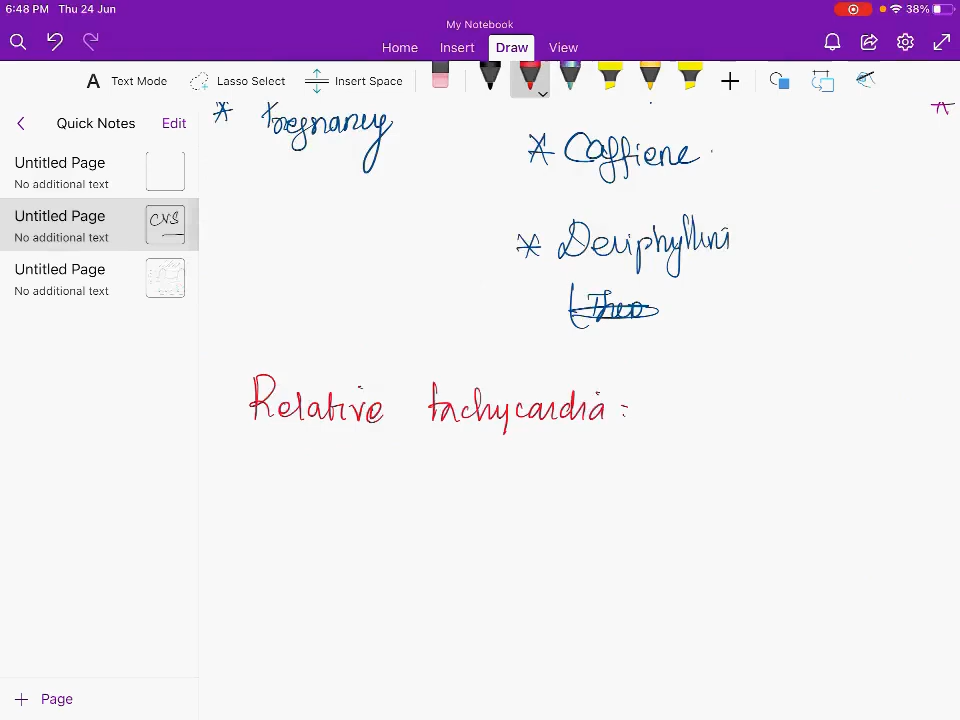 6:48 PM Thu 24 Jun 38%
My Notebook
Home Insert Draw View
A Text Mode Lasso Select Insert Space
Quick Notes Edit
Untitled Page
No additional text
Untitled Page
No additional text
CNS
Untitled Page
No additional text
* Pregnancy
* Caffiene
* Deriphyllin
(Theo
Relative tachycardia :
+ Page